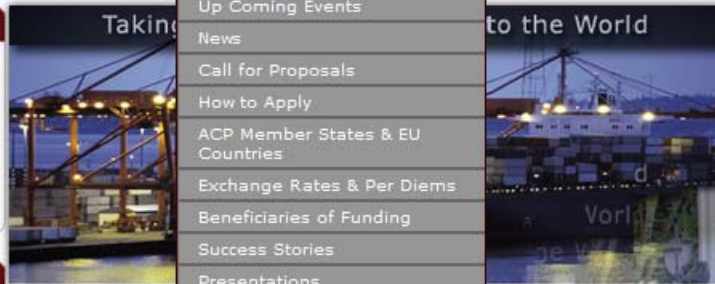 Up Coming Events
Taking
to the World
News
Call for Proposals
How to Apply
ACP Member States & EU
Countries
Exchange Rates & Per Diems
Beneficiaries of Funding
Success Stories
Presentations